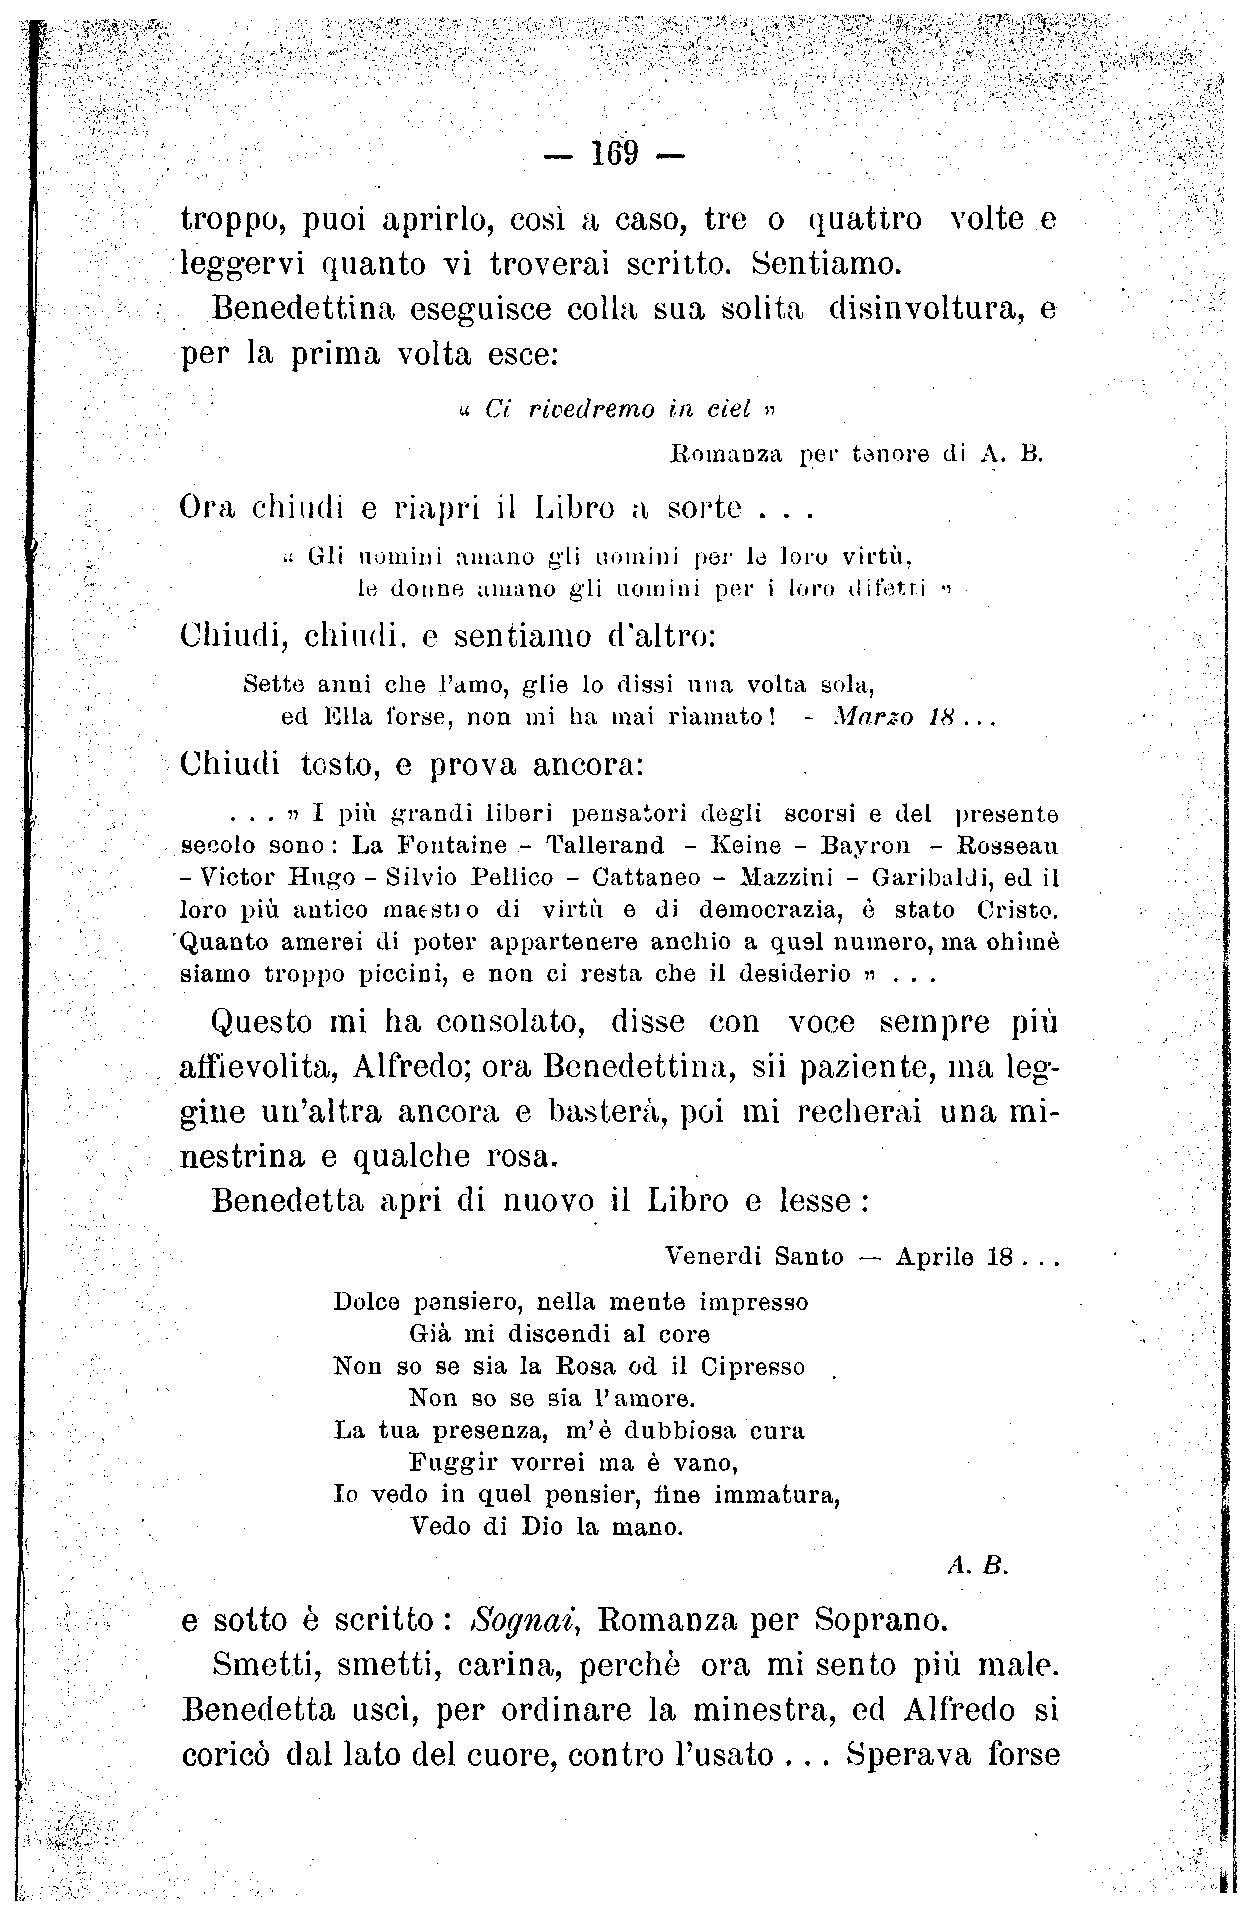 — 169 —
troppo, puoi aprirlo, così a caso, tre o quattro volte e
leggervi quanto vi troverai scritto. Sentiamo.
Benedettina eseguisce colla sua solita disinvoltura, e
per la prima volta esce:
« Ci rivedremo in ciel »
Romanza per tenore di A. B.
Ora chiudi e riapri il Libro a sorte . . .
« Gli uomini amano gli uomini per le loro virtù,
le donne amano gli uomini per i loro difetti »
Chiudi, chiudi, e sentiamo d'altro:
Sette anni che l'amo, glie lo dissi una volta sola,
ed Ella forse, non mi ha mai riamato! - Marzo 18 . . .
Chiudi tosto, e prova ancora:
. . . » I più grandi liberi pensatori degli scorsi e del presente
secolo sono: La Fontaine - Tallerand - Keine - Bayron - Rosseau
- Victor Hugo - Silvio Pellico - Cattaneo - Mazzini - Garibaldi, ed il
loro più antico maestro di virtù e di democrazia, è stato Cristo.
Quanto amerei di poter appartenere anchio a quel numero, ma ohimè
siamo troppo piccini, e non ci resta che il desiderio » . . .
Questo mi ha consolato, disse con voce sempre più
affievolita, Alfredo; ora Benedettina, sii paziente, ma leg-
gine un'altra ancora e basterà, poi mi recherai una mi-
nestrina e qualche rosa.
Benedetta apri di nuovo il Libro e lesse :
Venerdi Santo — Aprile 18 . . .
Dolce pensiero, nella mente impresso
Già mi discendi al core
Non so se sia la Rosa od il Cipresso
Non so se sia l'amore.
La tua presenza, m'è dubbiosa cura
Fuggir vorrei ma è vano,
Io vedo in quel pensier, fine immatura,
Vedo di Dio la mano.
A. B.
e sotto è scritto : Sognai, Romanza per Soprano.
Smetti, smetti, carina, perchè ora mi sento più male.
Benedetta uscì, per ordinare la minestra, ed Alfredo si
coricò dal lato del cuore, contro l'usato . . . Sperava forse